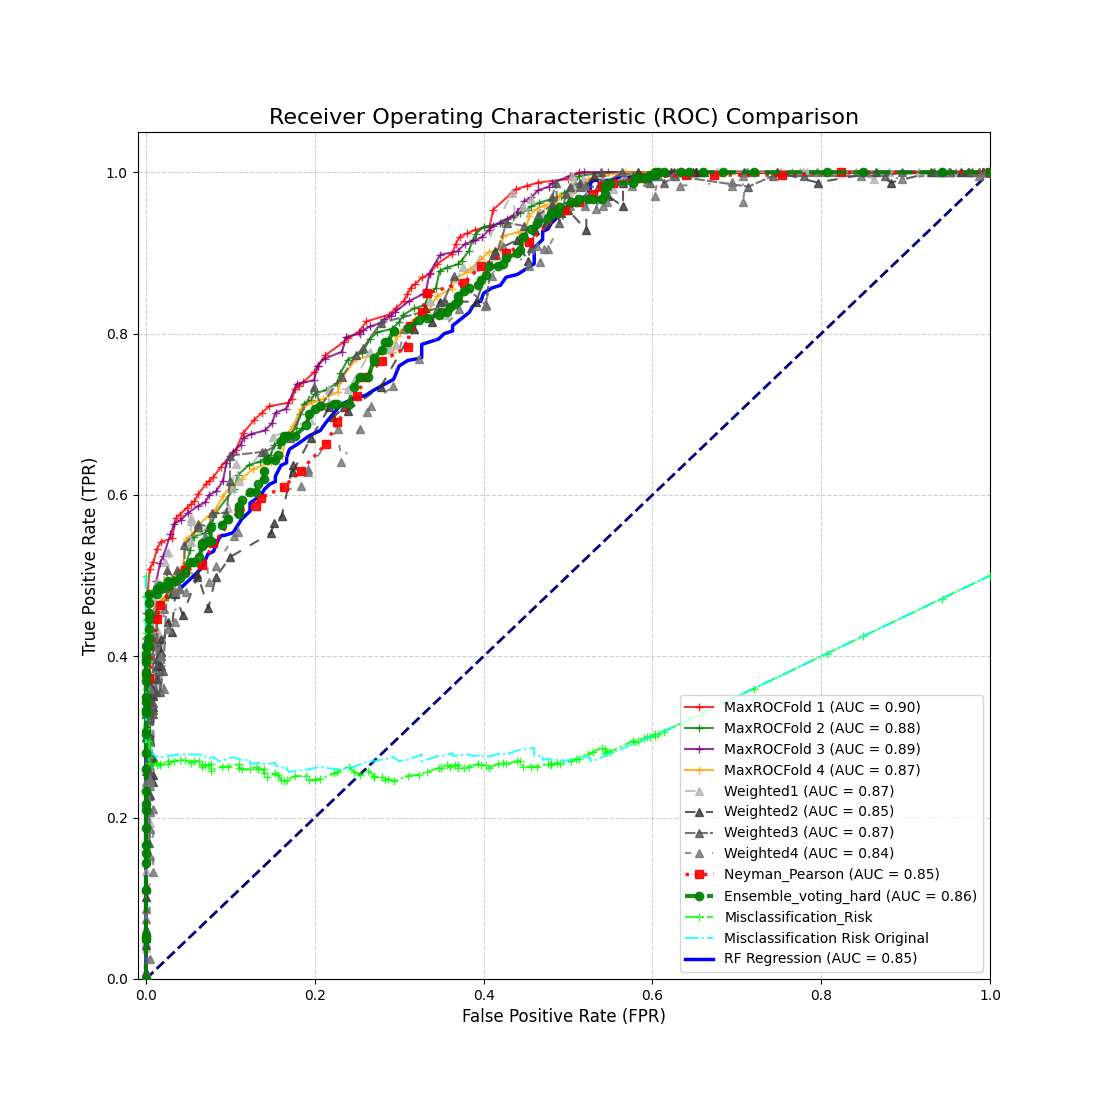 Receiver Operating Characteristic (ROC) Comparison
True Positive Rate (TPR)
1.0
0.8
0.6
0.4
0.2
0.0
MaxROCFold 1 (AUC = 0.90)
MaxROCFold 2 (AUC = 0.88)
MaxROCFold 3 (AUC = 0.89)
MaxROCFold 4 (AUC = 0.87)
Weighted1 (AUC = 0.87)
Weighted2 (AUC = 0.85)
Weighted3 (AUC = 0.87)
Weighted4 (AUC = 0.84)
Neyman_Pearson (AUC = 0.85)
Ensemble_voting_hard (AUC = 0.86)
Misclassification_Risk
Misclassification Risk Original
RF Regression (AUC = 0.85)
0.0 0.2 0.4 0.6 0.8 1.0
False Positive Rate (FPR)